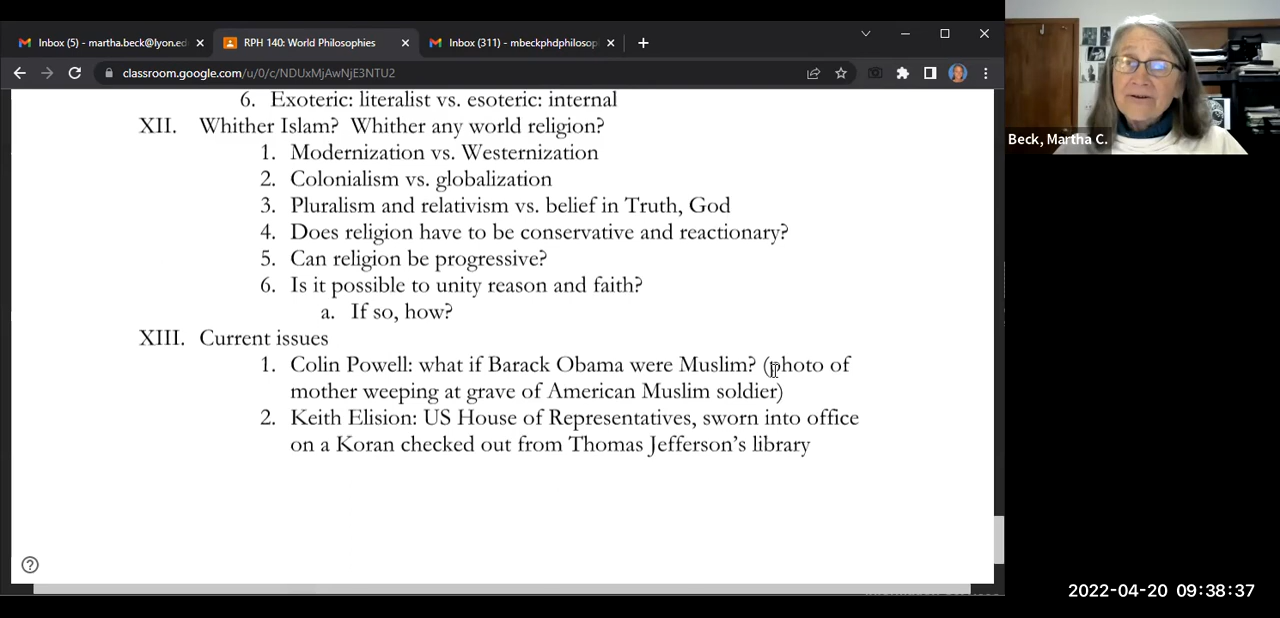 Inbox (5) - martha.beck@lyon.ed
RPH 140: World Philosophies
Inbox (311) - mbeckphdphilosop
classroom.google.com/u/0/c/NDUxMjAwNjE3NTU2
6. Exoteric: literalist vs. esoteric: internal
XII. Whither Islam? Whither any world religion?
1. Modernization vs. Westernization
2. Colonialism vs. globalization
3. Pluralism and relativism vs. belief in Truth, God
4. Does religion have to be conservative and reactionary?
5. Can religion be progressive?
6. Is it possible to unity reason and faith?
a. If so, how?
XIII. Current issues
1. Colin Powell: what if Barack Obama were Muslim? (photo of
mother weeping at grave of American Muslim soldier)
2. Keith Elision: US House of Representatives, sworn into office
on a Koran checked out from Thomas Jefferson's library
Beck, Martha C.
2022-04-20 09:38:37